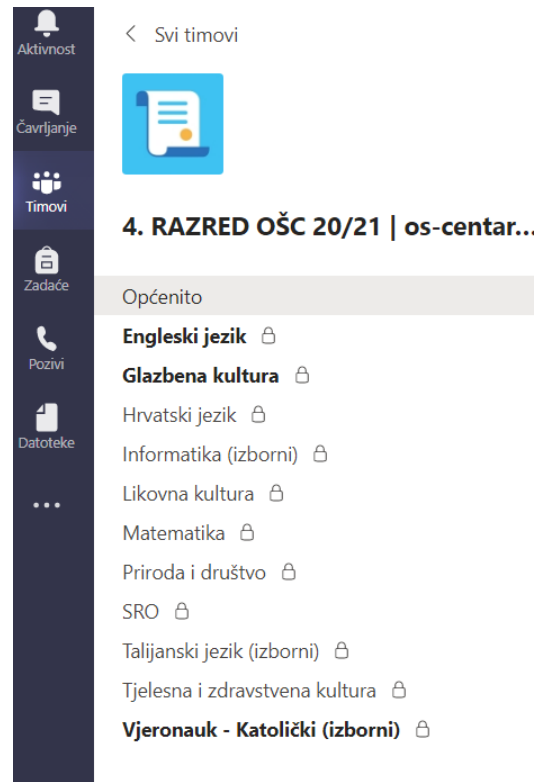 Aktivnost
Čavrljanje
Timovi
Zadaće
Pozivi
Datoteke
Svi timovi
4. RAZRED OŠC 20/21 | os-centar...
Općenito
Engleski jezik
Glazbena kultura
Hrvatski jezik
Informatika (izborni)
Likovna kultura
Matematika
Priroda i društvo
SRO
Talijanski jezik (izborni)
Tjelesna i zdravstvena kultura
Vjeronauk - Katolički (izborni)